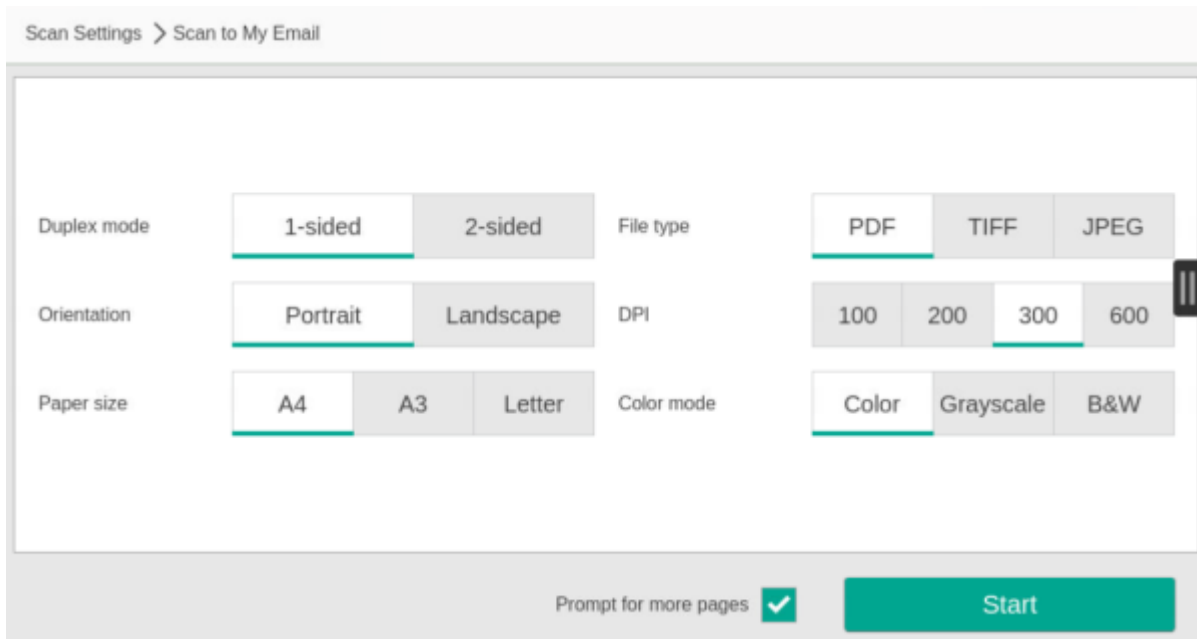 Scan Settings > Scan to My Email
Duplex mode 1-sided 2-sided File type PDF TIFF JPEG
Orientation Portrait Landscape DPI 100 200 300 600
Paper size A4 A3 Letter Color mode Color Grayscale B&W
Prompt for more pages Start